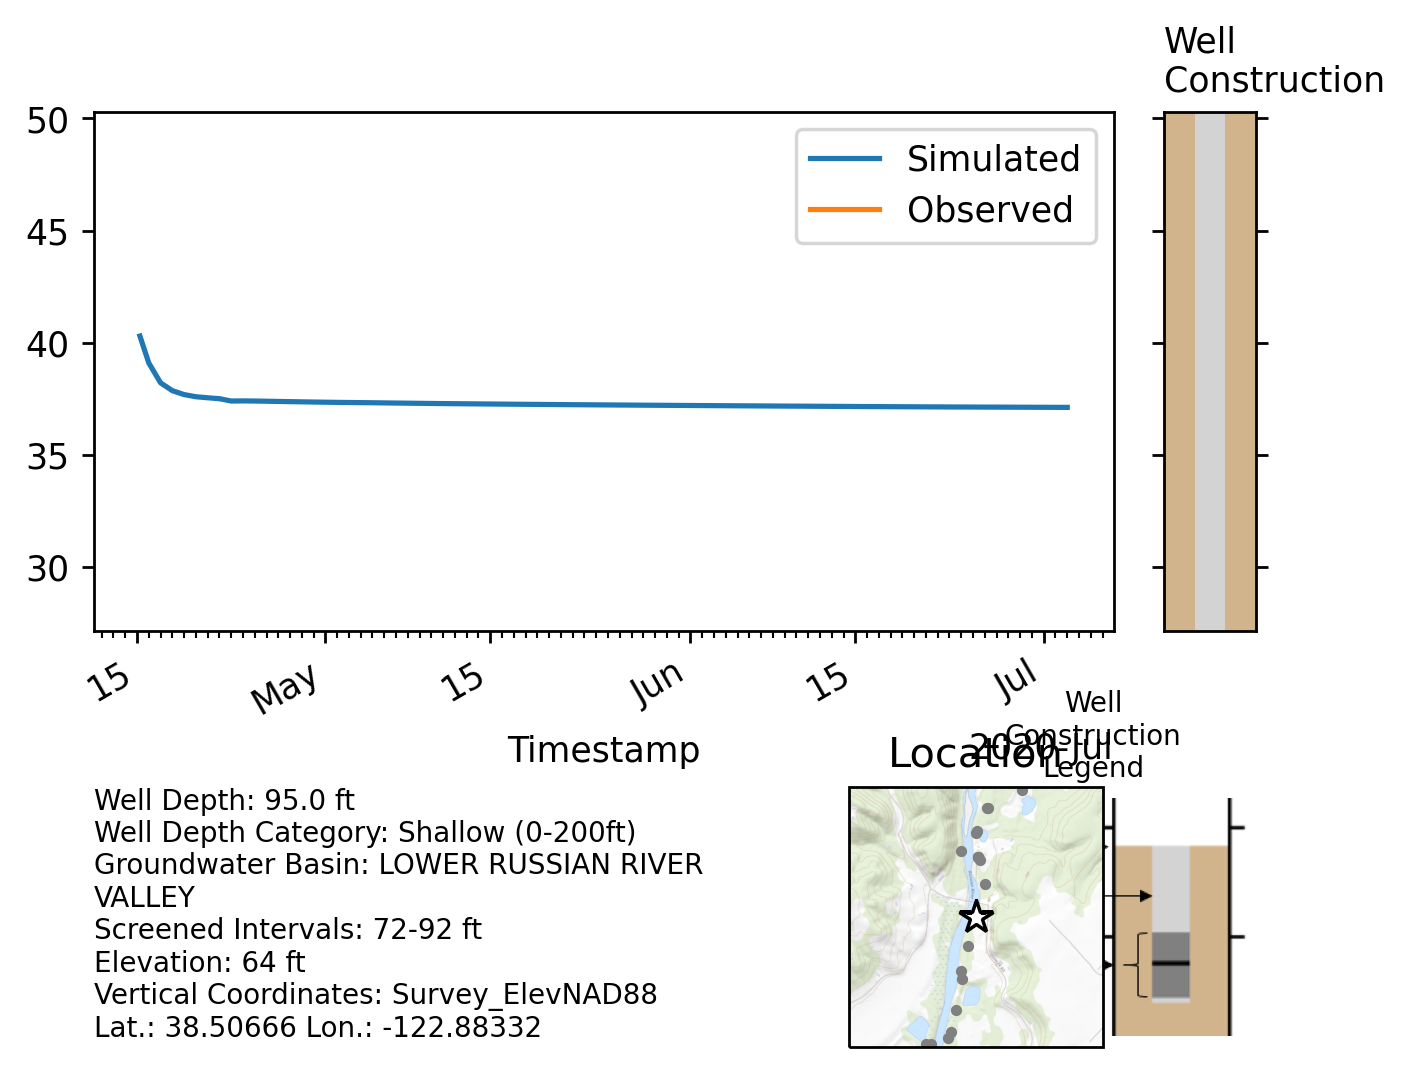 Well
Construction
50
45
40
35
30
Simulated
Observed
15
May
15
Jun
15
Jul
Timestamp
2020-Jul
Well Depth: 95.0 ft
Well Depth Category: Shallow (0-200ft)
Groundwater Basin: LOWER RUSSIAN RIVER
VALLEY
Screened Intervals: 72-92 ft
Elevation: 64 ft
Vertical Coordinates: Survey_ElevNAD88
Lat.: 38.50666 Lon.: -122.88332
Location
Well
Construction
Legend